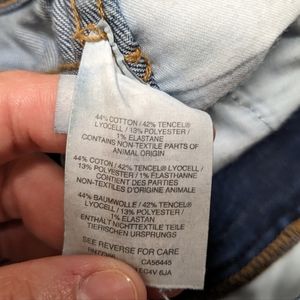 44% COTTON / 42% TENCEL®
LYOCELL / 13% POLYESTER /
1% ELASTANE
CONTAINS NON-TEXTILE PARTS OF
ANIMAL ORIGIN
44% COTON / 42% TENCEL® LYOCELL /
13% POLYESTER / 1% ELASTHANNE
CONTIENT DES PARTIES
NON-TEXTILES D'ORIGINE ANIMALE
44% BAUMWOLLE / 42% TENCEL®
LYOCELL / 13% POLYESTER /
1% ELASTAN
ENTHÄLT NICHTTEXTILE TEILE
TIERISCHEN URSPRUNGS
SEE REVERSE FOR CARE
CA56445
6JA